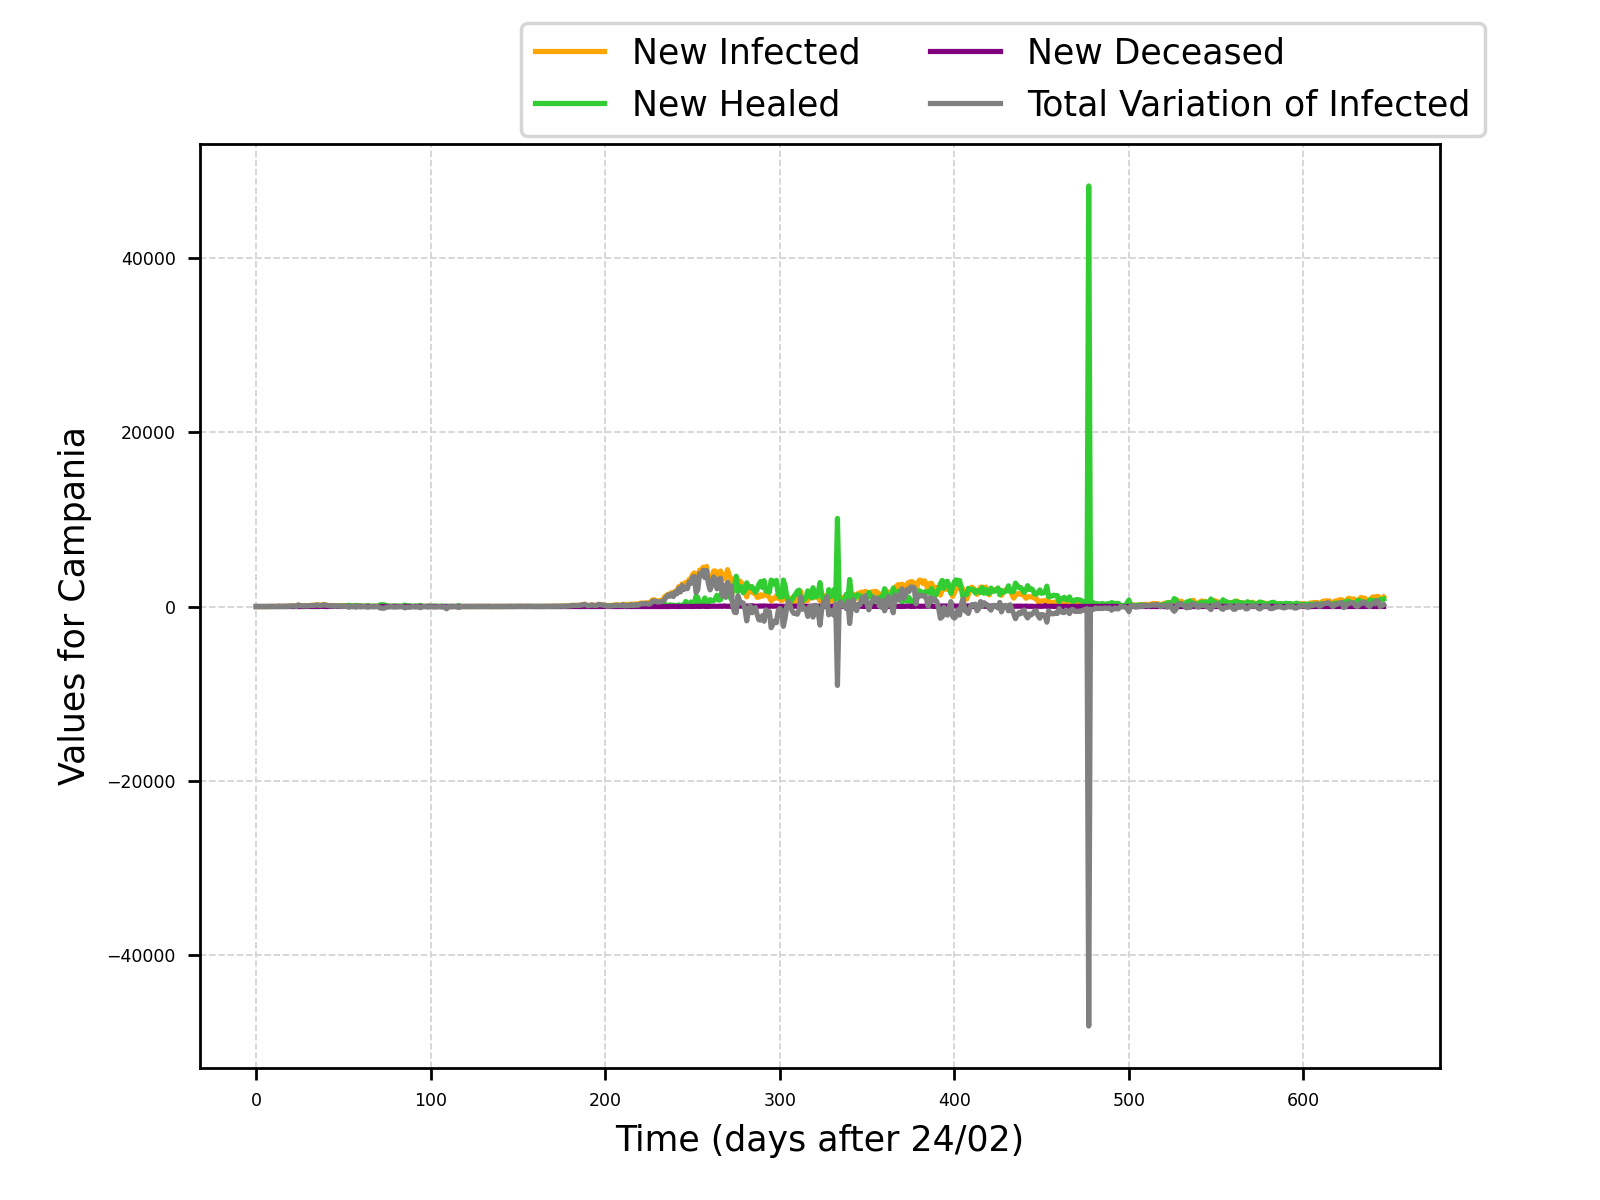 New Infected
New Healed
New Deceased
Total Variation of Infected
Values for Campania
40000
20000
0
−20000
−40000
0 100 200 300 400 500 600
Time (days after 24/02)